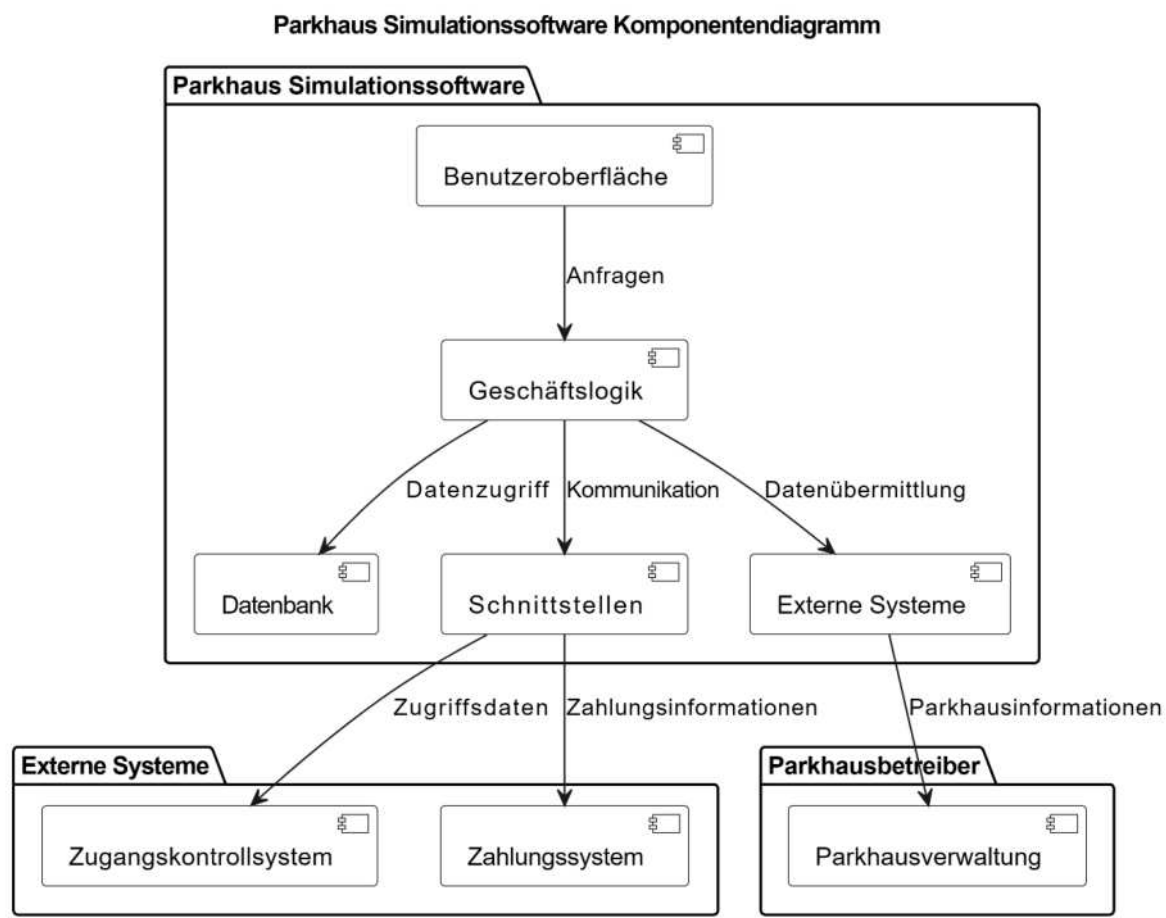 Parkhaus Simulationssoftware Komponentendiagramm
Parkhaus Simulationssoftware
Benutzeroberfläche
Anfragen
Geschäftslogik
Datenzugriff
Kommunikation
Datenübermittlung
Datenbank
Schnittstellen
Externe Systeme
Zugriffsdaten
Zahlungsinformationen
Parkhausinformationen
Externe Systeme
Parkhausbetreiber
Zugangskontrollsystem
Zahlungssystem
Parkhausverwaltung